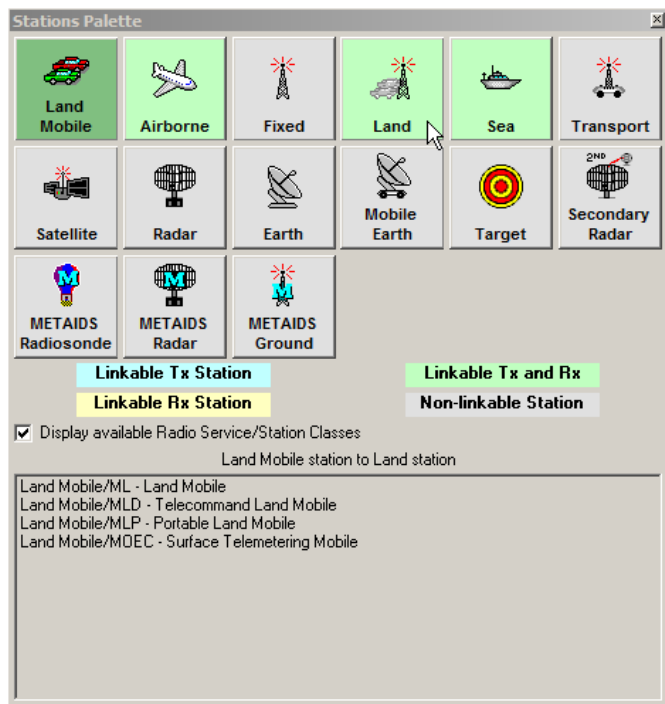 Stations Palette
Land
Mobile
Airborne
Fixed
Land
Sea
Transport
Satellite
Radar
Earth
Mobile
Earth
Target
2ND
Secondary
Radar
M
METAIDS
Radiosonde
M
METAIDS
Radar
M
METAIDS
Ground
Linkable Tx Station
Linkable Tx and Rx
Linkable Rx Station
Non-linkable Station
Display available Radio Service/Station Classes
Land Mobile station to Land station
Land Mobile/ML - Land Mobile
Land Mobile/MLD - Telecommand Land Mobile
Land Mobile/MLP - Portable Land Mobile
Land Mobile/MOEC - Surface Telemetering Mobile